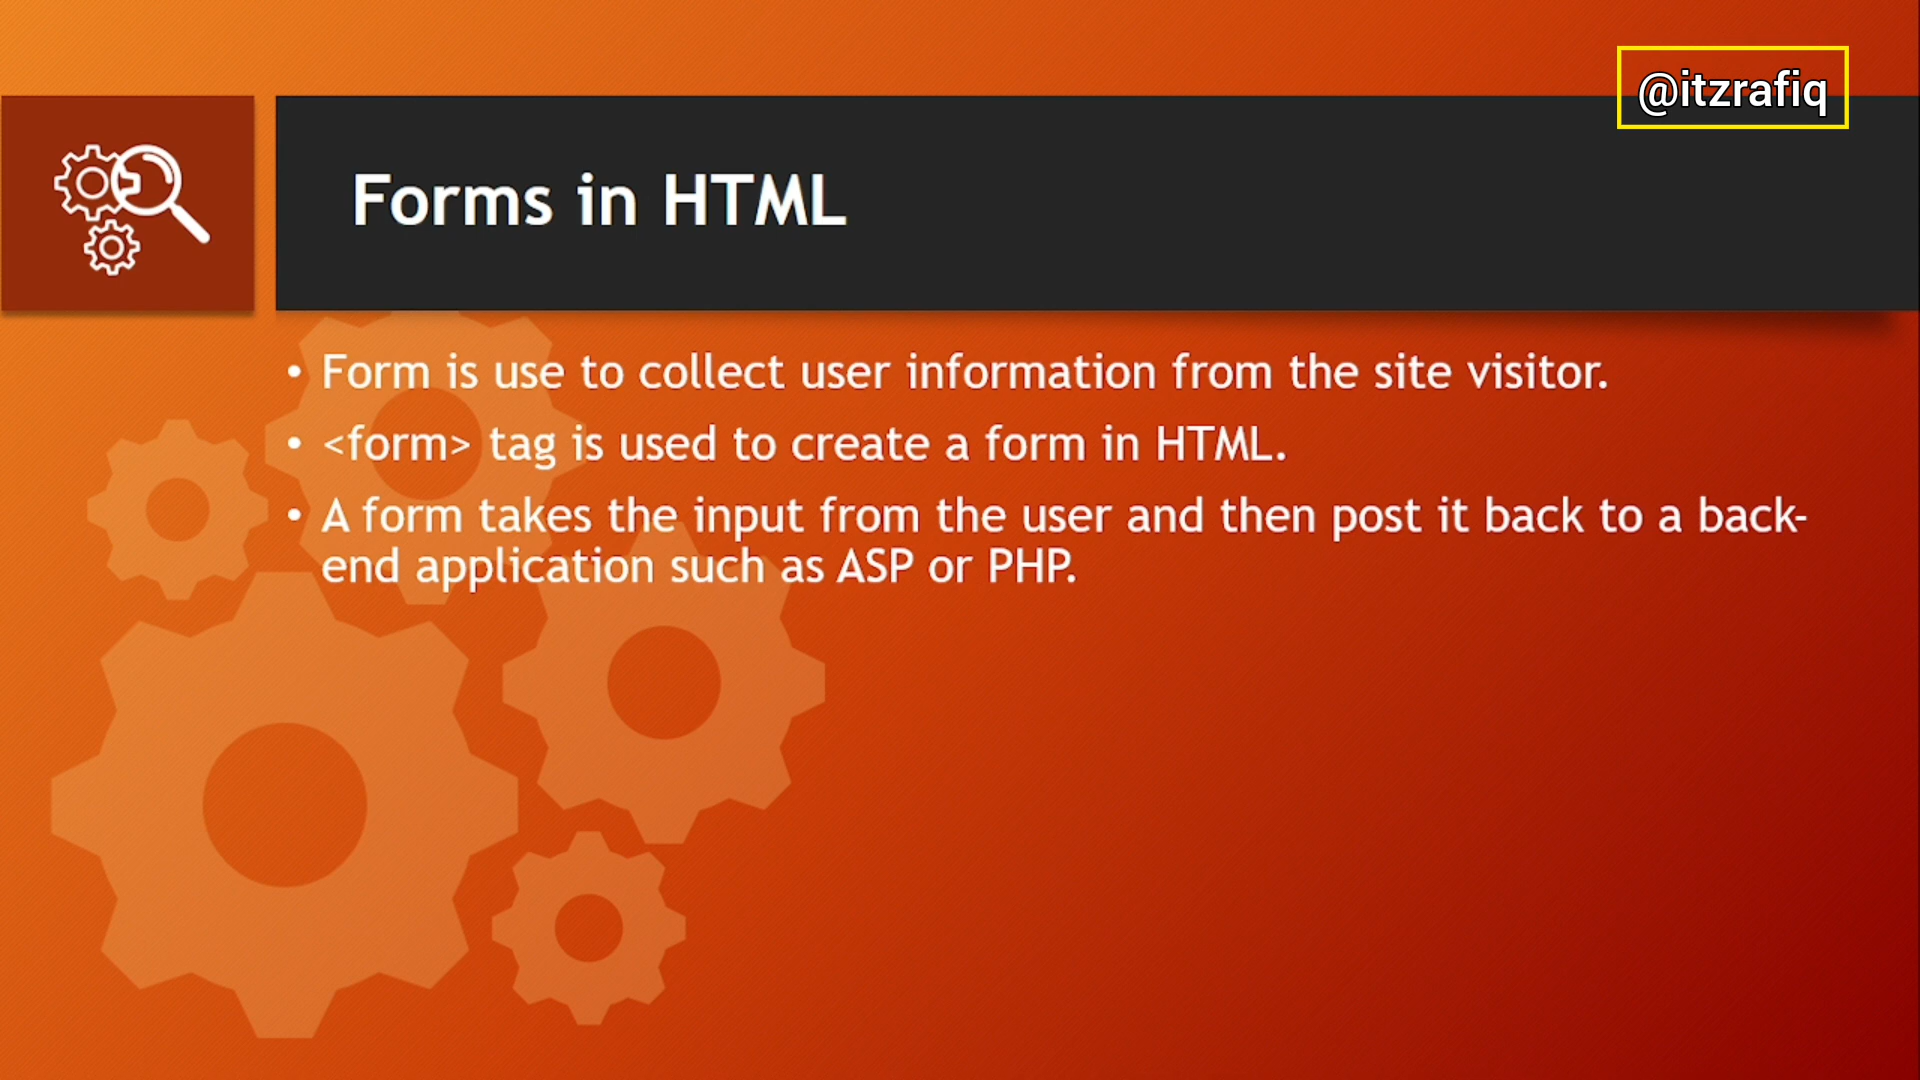 @itzrafiq
Forms in HTML
• Form is use to collect user information from the site visitor.
• <form> tag is used to create a form in HTML.
• A form takes the input from the user and then post it back to a back-
end application such as ASP or PHP.